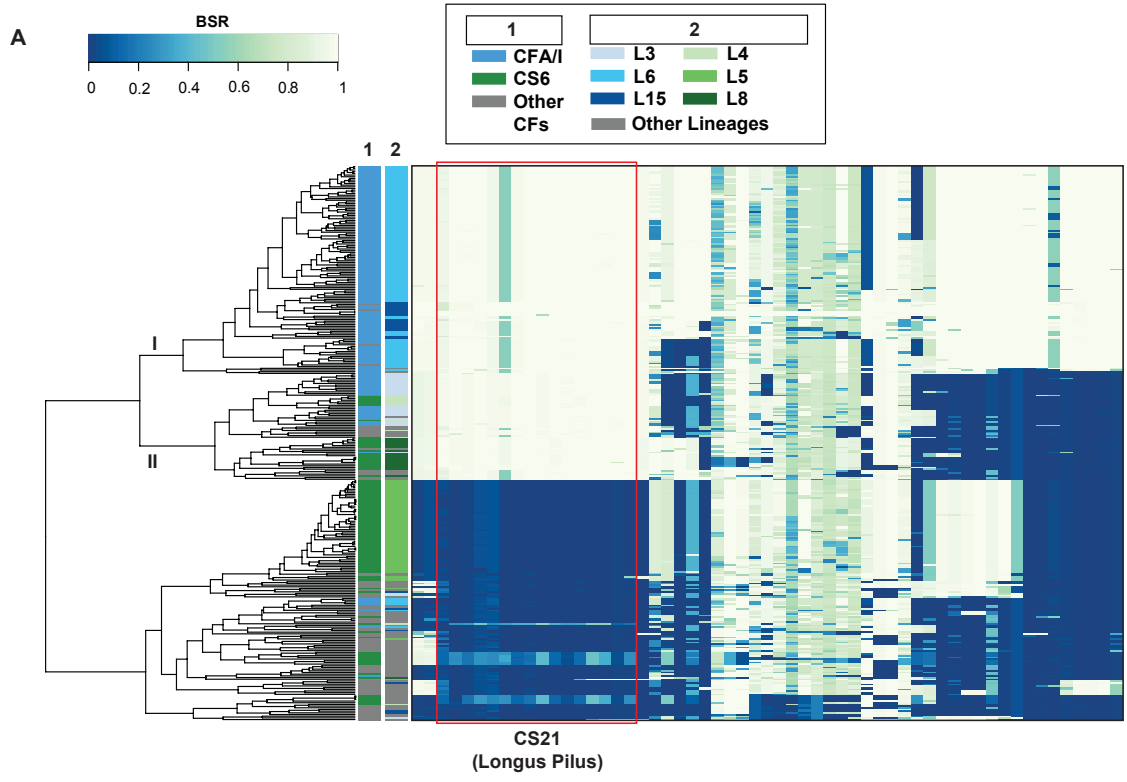 A
BSR
0 0.2 0.4 0.6 0.8 1
1 2
CFA/I L3 L4
CS6 L6 L5
Other L15 L8
CFs Other Lineages
1 2
I
II
CS21
(Longus Pilus)